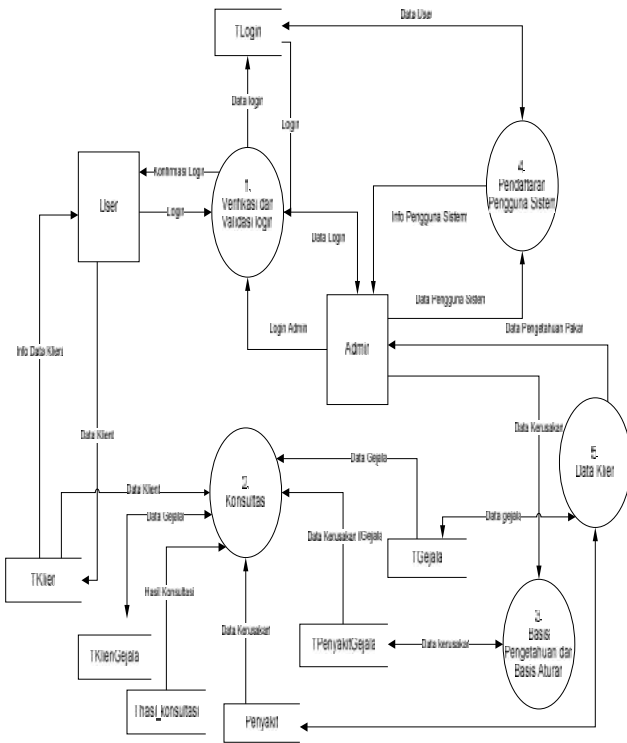 TLogin
Data User
Data login
Login
4.
Pendaftaran
Pengguna Sistem
Konfirmasi Login
User
Login
1.
Verifikasi dan
Validasi login
Data Login
Info Pengguna Sistem
Data Pengguna Sistem
Login Admin
Admin
Data Pengetahuan Pakar
Info Data Klient
Data Klient
Data Kerusakan
5.
Data Klien
Data Klient
2.
Konsultasi
Data Gejala
Data Gejala
Data Kerusakan
Data gejala
TGejala
TKlien
Hasil Konsultasi
Data Kerusakan
TKlienGejala
TPenyakitGejala
Data kerusakan
3.
Basis
Pengetahuan dan
Basis Aturan
Thasil_konsultasi
Penyakit